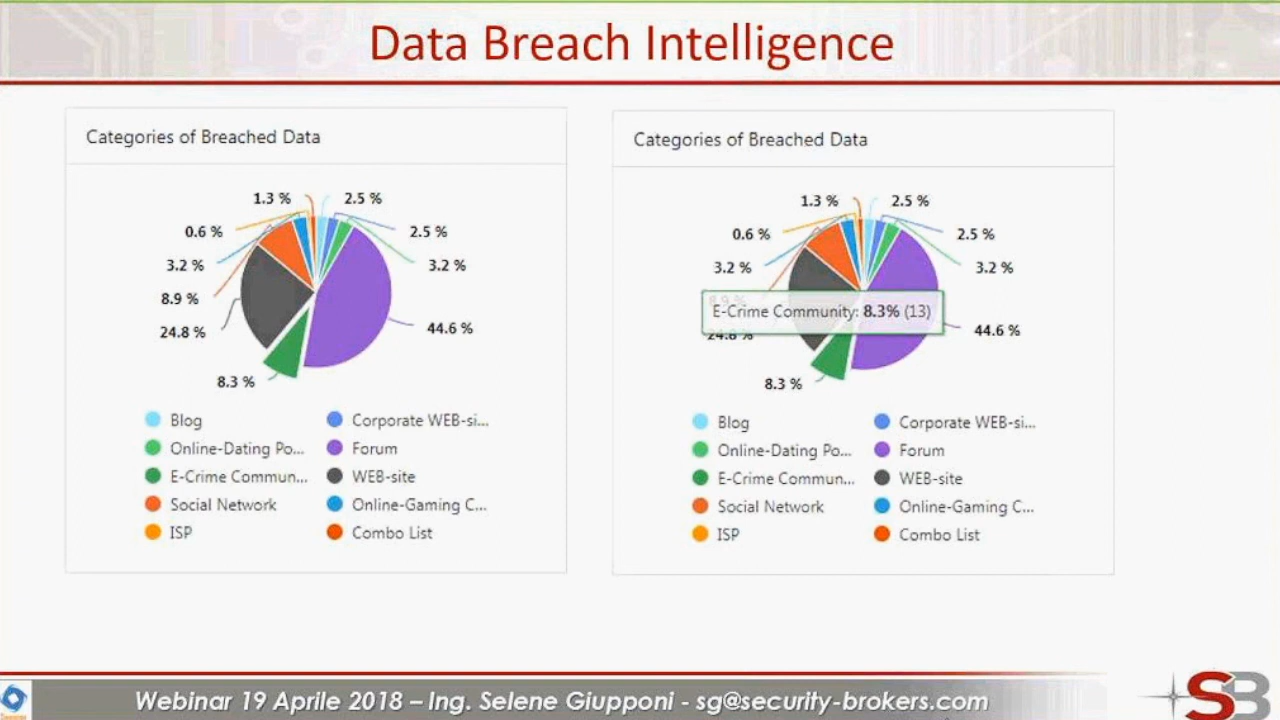 Data Breach Intelligence
Categories of Breached Data
1.3 %
2.5 %
0.6 %
2.5 %
3.2 %
3.2 %
8.9 %
24.8 %
44.6 %
8.3 %
Blog
Corporate WEB-si...
Online-Dating Po...
Forum
E-Crime Commun...
WEB-site
Social Network
Online-Gaming C...
ISP
Combo List
Categories of Breached Data
1.3 %
2.5 %
0.6 %
2.5 %
3.2 %
3.2 %
8.9 %
E-Crime Community: 8.3% (13)
24.8 %
44.6 %
8.3 %
Blog
Corporate WEB-si...
Online-Dating Po...
Forum
E-Crime Commun...
WEB-site
Social Network
Online-Gaming C...
ISP
Combo List
Webinar 19 Aprile 2018 – Ing. Selene Giupponi - sg@security-brokers.com
SB